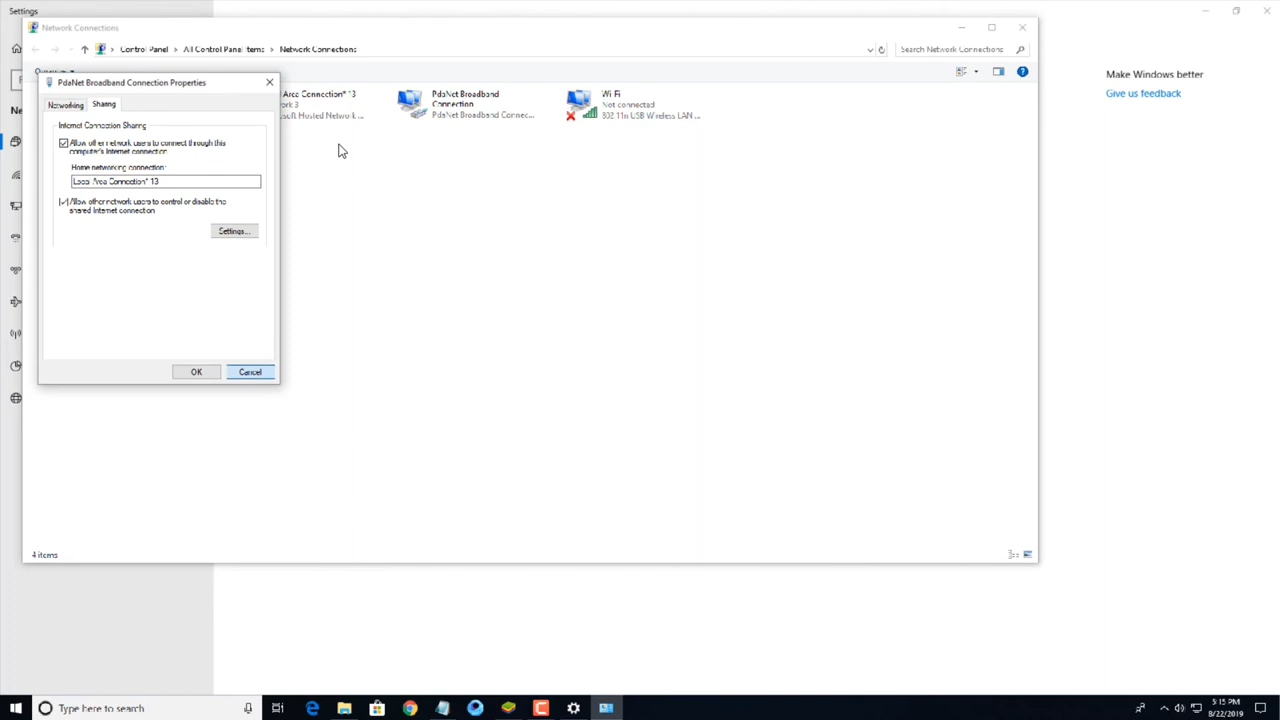 Settings
Network Connections
Control Panel > All Control Panel Items > Network Connections
Search Network Connections
Make Windows better
Give us feedback
PdaNet Broadband Connection Properties
Networking
Sharing
Internet Connection Sharing
Allow other network users to connect through this
computer's Internet connection
Home networking connection:
Local Area Connection* 13
Allow other network users to control or disable the
shared Internet connection
Settings...
OK
Cancel
Area Connection* 13
PdaNet Broadband
Connection
PdaNet Broadband Connec...
Wi-Fi
Not connected
802.11n USB Wireless LAN ...
4 items
Type here to search
5:15 PM
8/22/2019